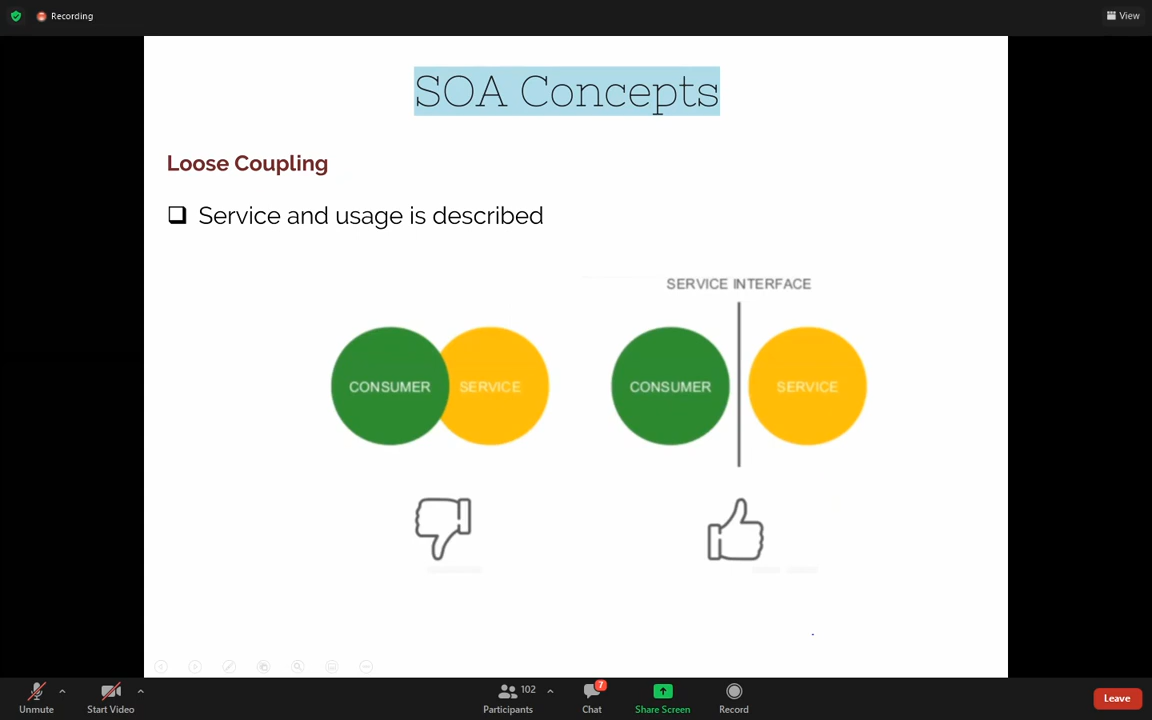 Recording
View
SOA Concepts
Loose Coupling
Service and usage is described
SERVICE INTERFACE
CONSUMER SERVICE
CONSUMER SERVICE
Unmute
Start Video
102
Participants
7
Chat
Share Screen
Record
Leave